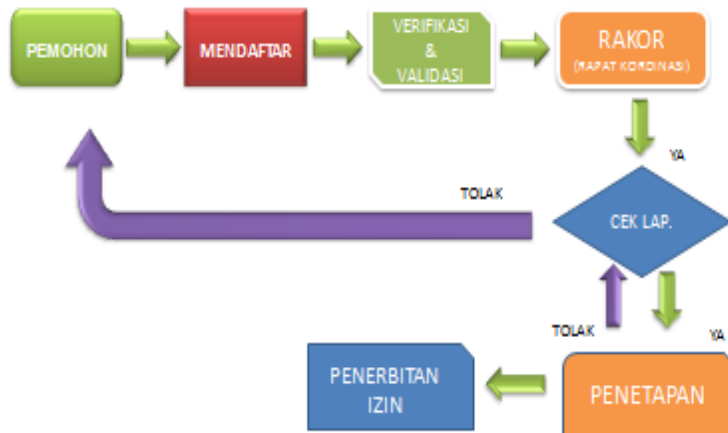 PEMOHON
MENDAFTAR
VERIFIKASI
&
VALIDASI
RAKOR
(RAPAT KORDINASI)
YA
TOLAK
CEK LAP.
TOLAK
YA
PENERBITAN
IZIN
PENETAPAN